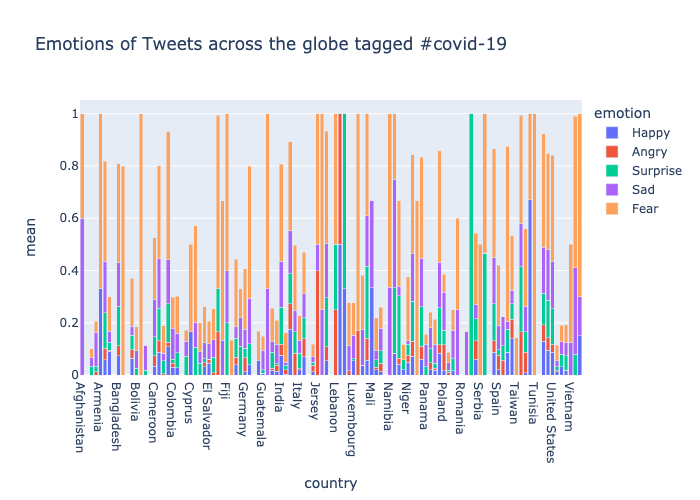 Emotions of Tweets across the globe tagged #covid-19
emotion
Happy
Angry
Surprise
Sad
Fear
mean
1
0.8
0.6
0.4
0.2
0
Afghanistan
Armenia
Bangladesh
Bolivia
Cameroon
Colombia
Cyprus
El Salvador
Fiji
Germany
Guatemala
India
Italy
Jersey
Lebanon
Luxembourg
Mali
Namibia
Niger
Panama
Poland
Romania
Serbia
Spain
Taiwan
Tunisia
United States
Vietnam
country